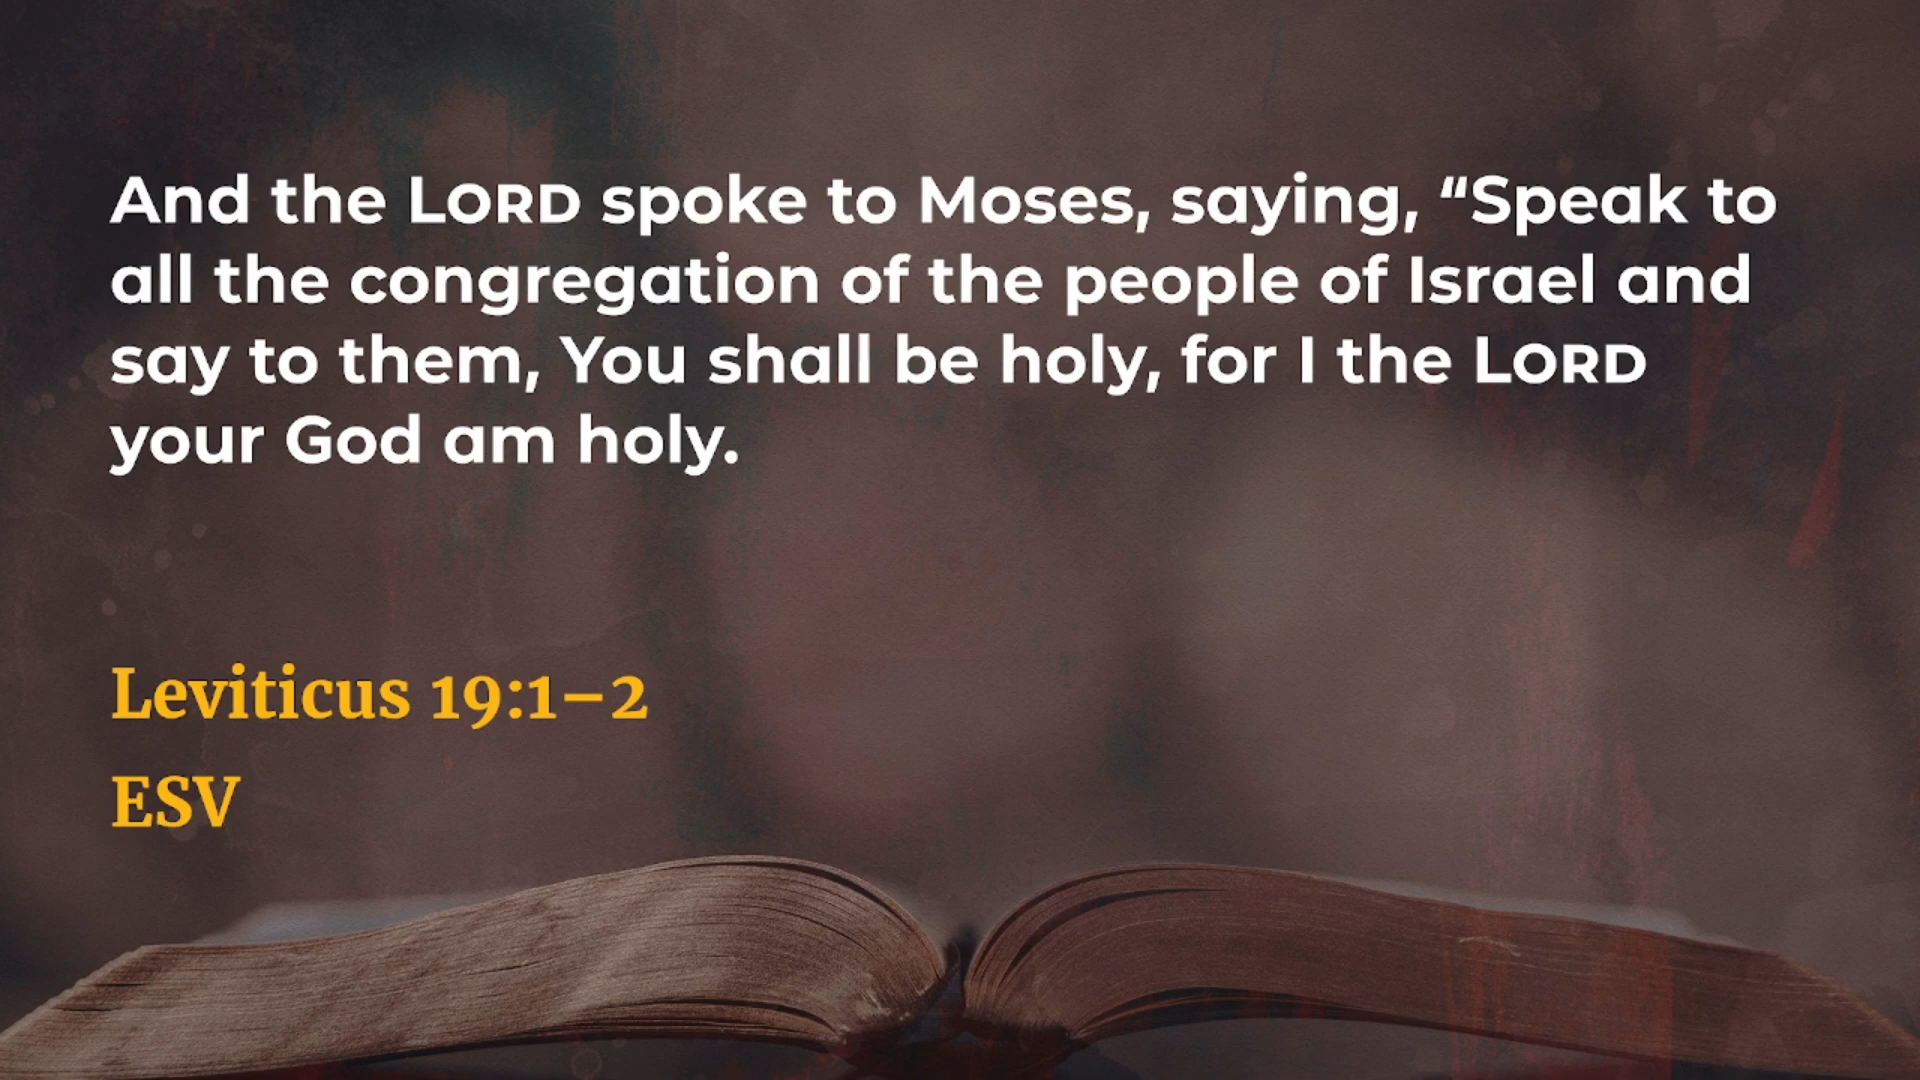 And the LORD spoke to Moses, saying, “Speak to
all the congregation of the people of Israel and
say to them, You shall be holy, for I the LORD
your God am holy.
Leviticus 19:1–2
ESV